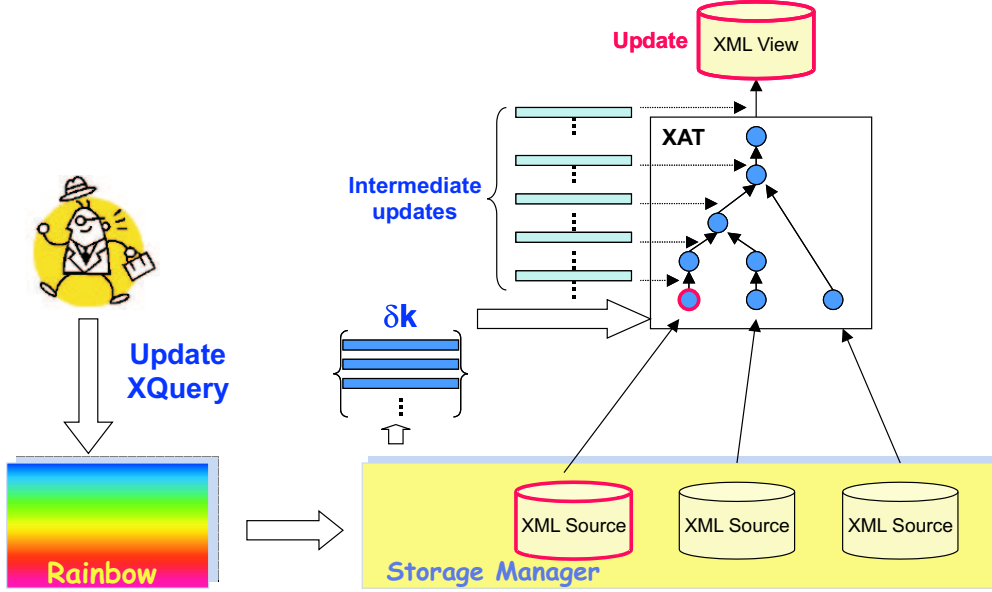 Update
XML View
XAT
Intermediate
updates
δk
Update
XQuery
XML Source
XML Source
XML Source
Rainbow
Storage Manager